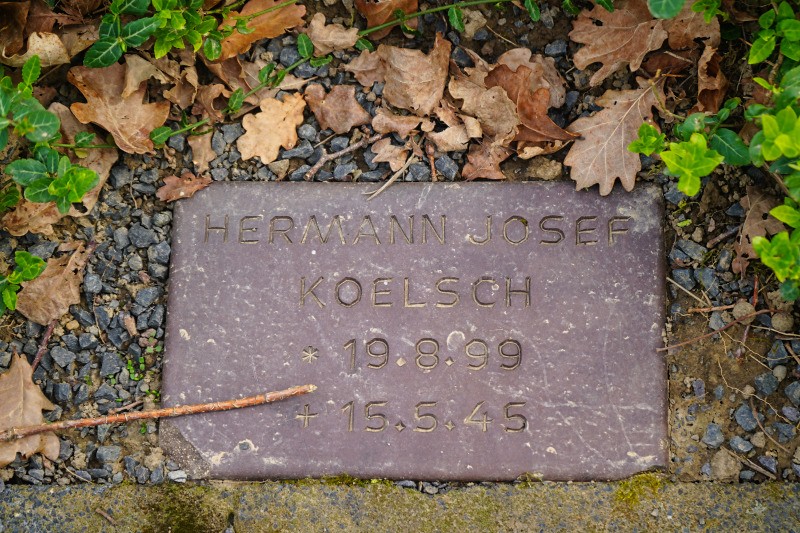 HERMANN JOSEF
KOELSCH
* 19.8.99
+ 15.5.45